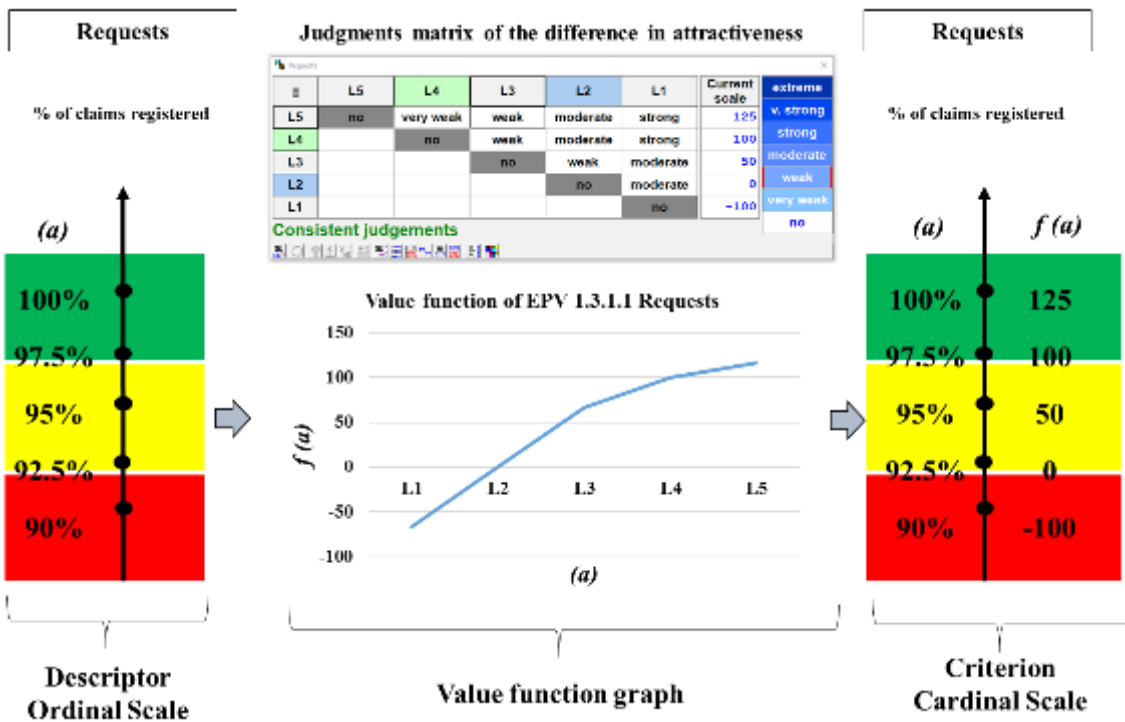 Requests
% of claims registered
(a)
100%
97.5%
95%
92.5%
90%
Descriptor
Ordinal Scale
Judgments matrix of the difference in attractiveness
Requests
L5 L4 L3 L2 L1 Current scale
L5 no very weak weak moderate strong 125
L4 no weak moderate strong 100
L3 no weak moderate 50
L2 no moderate 0
L1 no -100
extreme
v. strong
strong
moderate
weak
very weak
no
Consistent judgements
Value function of EPV 1.3.1.1 Requests
150
100
50
0
-50
-100
f (a)
L1 L2 L3 L4 L5
(a)
Value function graph
Requests
% of claims registered
(a) f (a)
100% 125
97.5% 100
95% 50
92.5% 0
90% -100
Criterion
Cardinal Scale